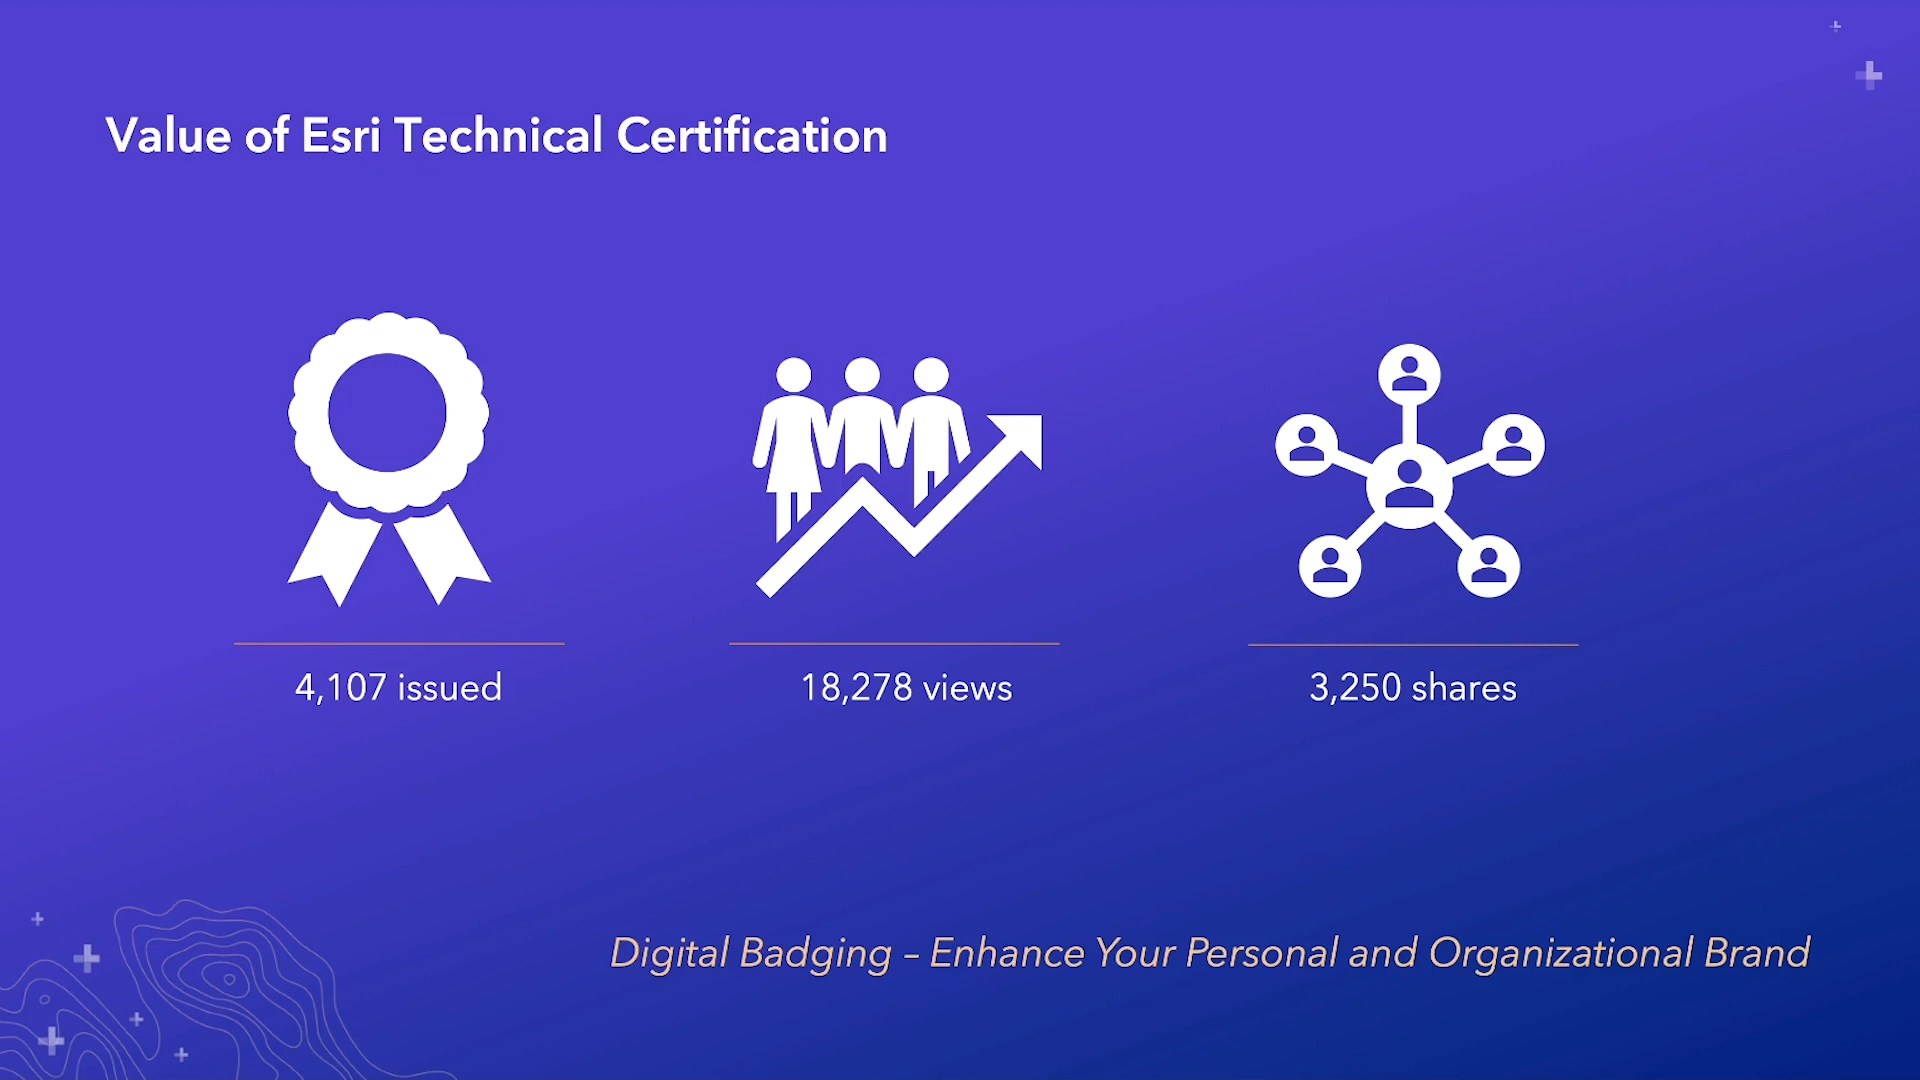 Value of Esri Technical Certification
4,107 issued
18,278 views
3,250 shares
Digital Badging – Enhance Your Personal and Organizational Brand